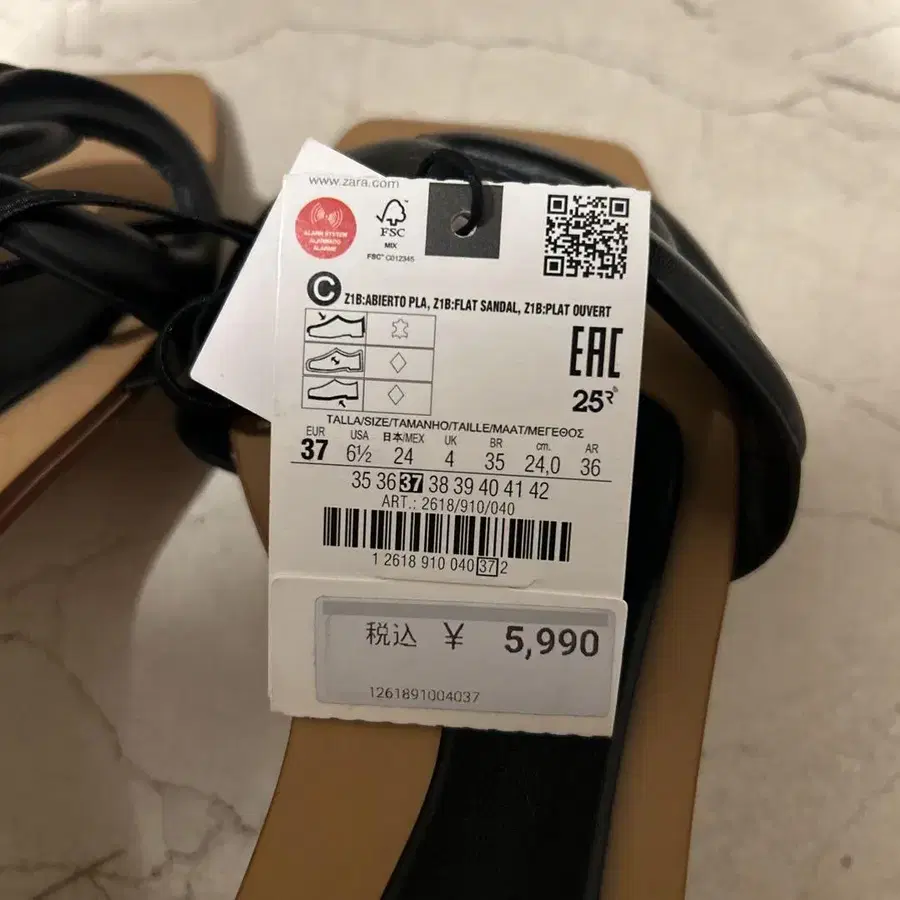 www.zara.com
ALARM SYSTEM
ALARMADO
ALARME
FSC
MIX
FSC® C012345
C Z1B:ABIERTO PLA, Z1B:FLAT SANDAL, Z1B:PLAT OUVERT
EAC
25R
TALLA/SIZE/TAMANHO/TAILLE/MAAT/ΜΕΓΕΘΟΣ
EUR USA 日本/MEX UK BR cm. AR
37 6½ 24 4 35 24,0 36
35 36 37 38 39 40 41 42
ART.: 2618/910/040
1 2618 910 040 37 2
税込 ¥ 5,990
1261891004037